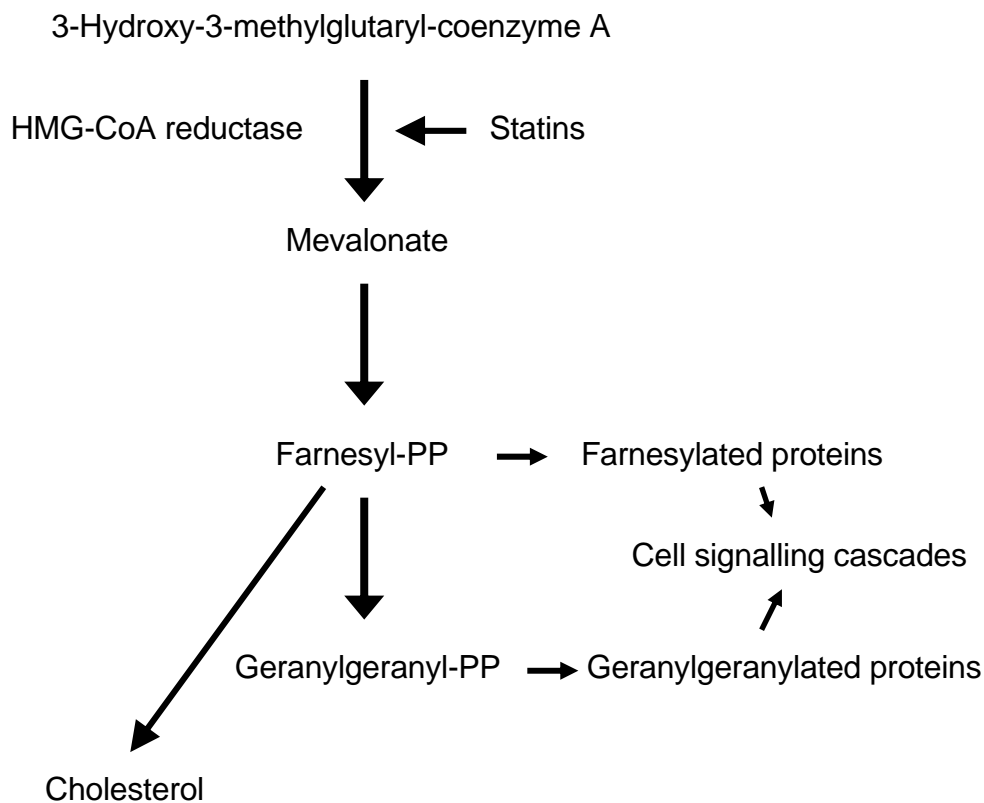 3-Hydroxy-3-methylglutaryl-coenzyme A
HMG-CoA reductase
Statins
Mevalonate
Farnesyl-PP
Farnesylated proteins
Cell signalling cascades
Geranylgeranyl-PP
Geranylgeranylated proteins
Cholesterol